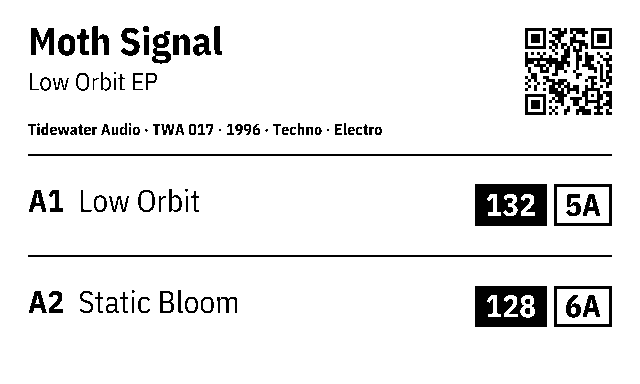 Moth Signal
Low Orbit EP
Tidewater Audio · TWA 017 · 1996 · Techno · Electro
A1 Low Orbit 132 5A
A2 Static Bloom 128 6A